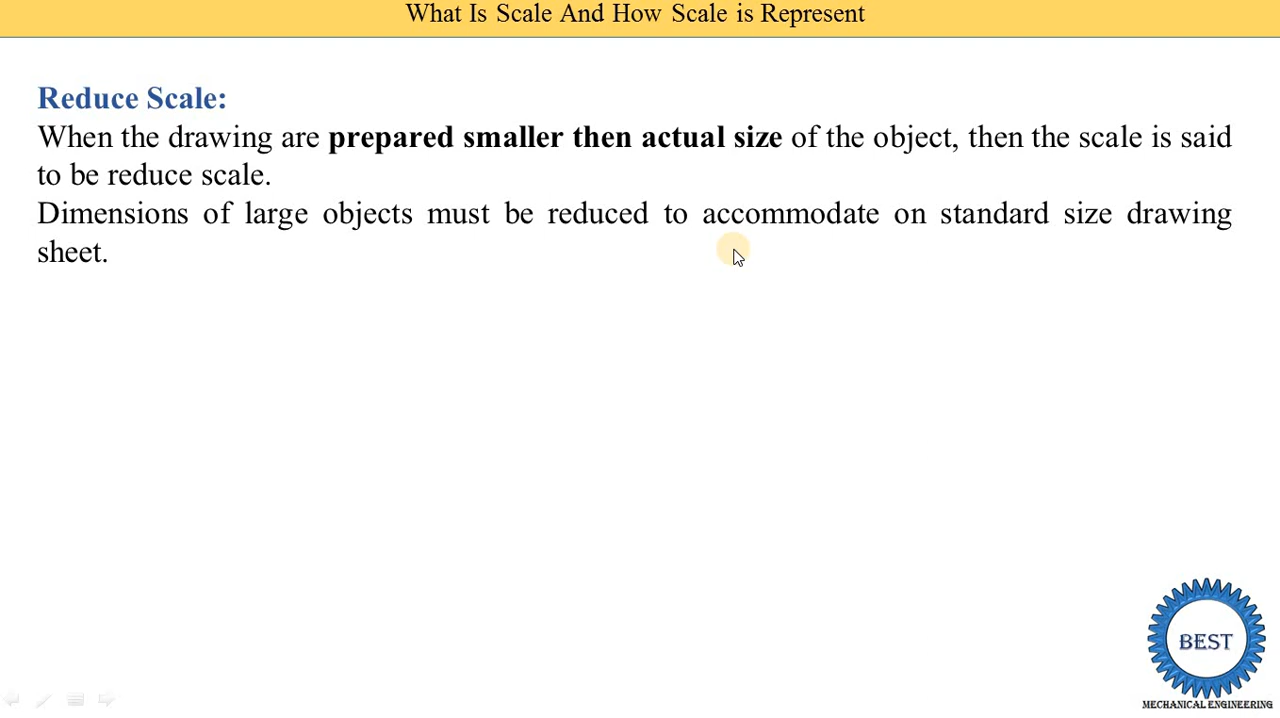 What Is Scale And How Scale is Represent
Reduce Scale:
When the drawing are prepared smaller then actual size of the object, then the scale is said
to be reduce scale.
Dimensions of large objects must be reduced to accommodate on standard size drawing
sheet.
BEST
MECHANICAL ENGINEERING